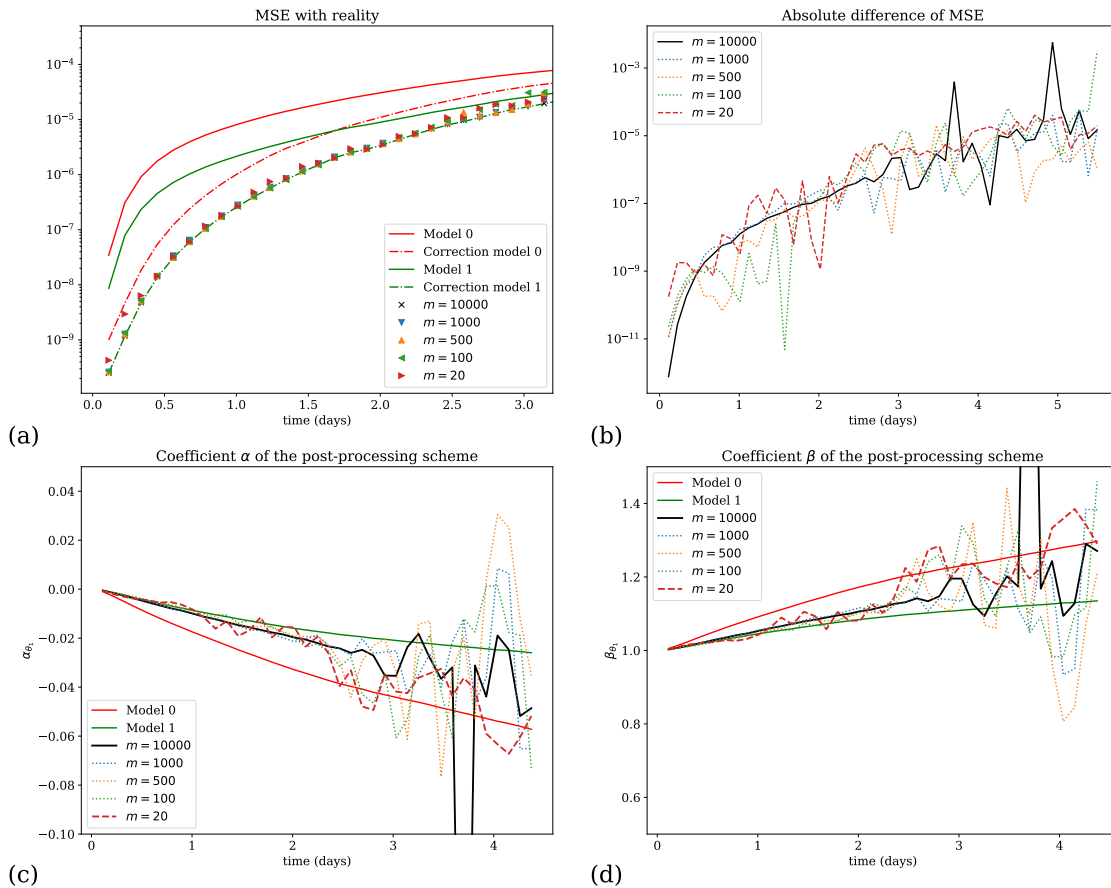 MSE with reality
10⁻⁴
10⁻⁵
10⁻⁶
10⁻⁷
10⁻⁸
10⁻⁹
Model 0
Correction model 0
Model 1
Correction model 1
m = 10000
m = 1000
m = 500
m = 100
m = 20
0.0 0.5 1.0 1.5 2.0 2.5 3.0
time (days)
(a)
Absolute difference of MSE
10⁻³
10⁻⁵
10⁻⁷
10⁻⁹
10⁻¹¹
m = 10000
m = 1000
m = 500
m = 100
m = 20
0 1 2 3 4 5
time (days)
(b)
Coefficient α of the post-processing scheme
0.04
0.02
0.00
−0.02
−0.04
−0.06
−0.08
−0.10
αθ₁
Model 0
Model 1
m = 10000
m = 1000
m = 500
m = 100
m = 20
0 1 2 3 4
time (days)
(c)
Coefficient β of the post-processing scheme
1.4
1.2
1.0
0.8
0.6
βθ₁
Model 0
Model 1
m = 10000
m = 1000
m = 500
m = 100
m = 20
0 1 2 3 4
time (days)
(d)